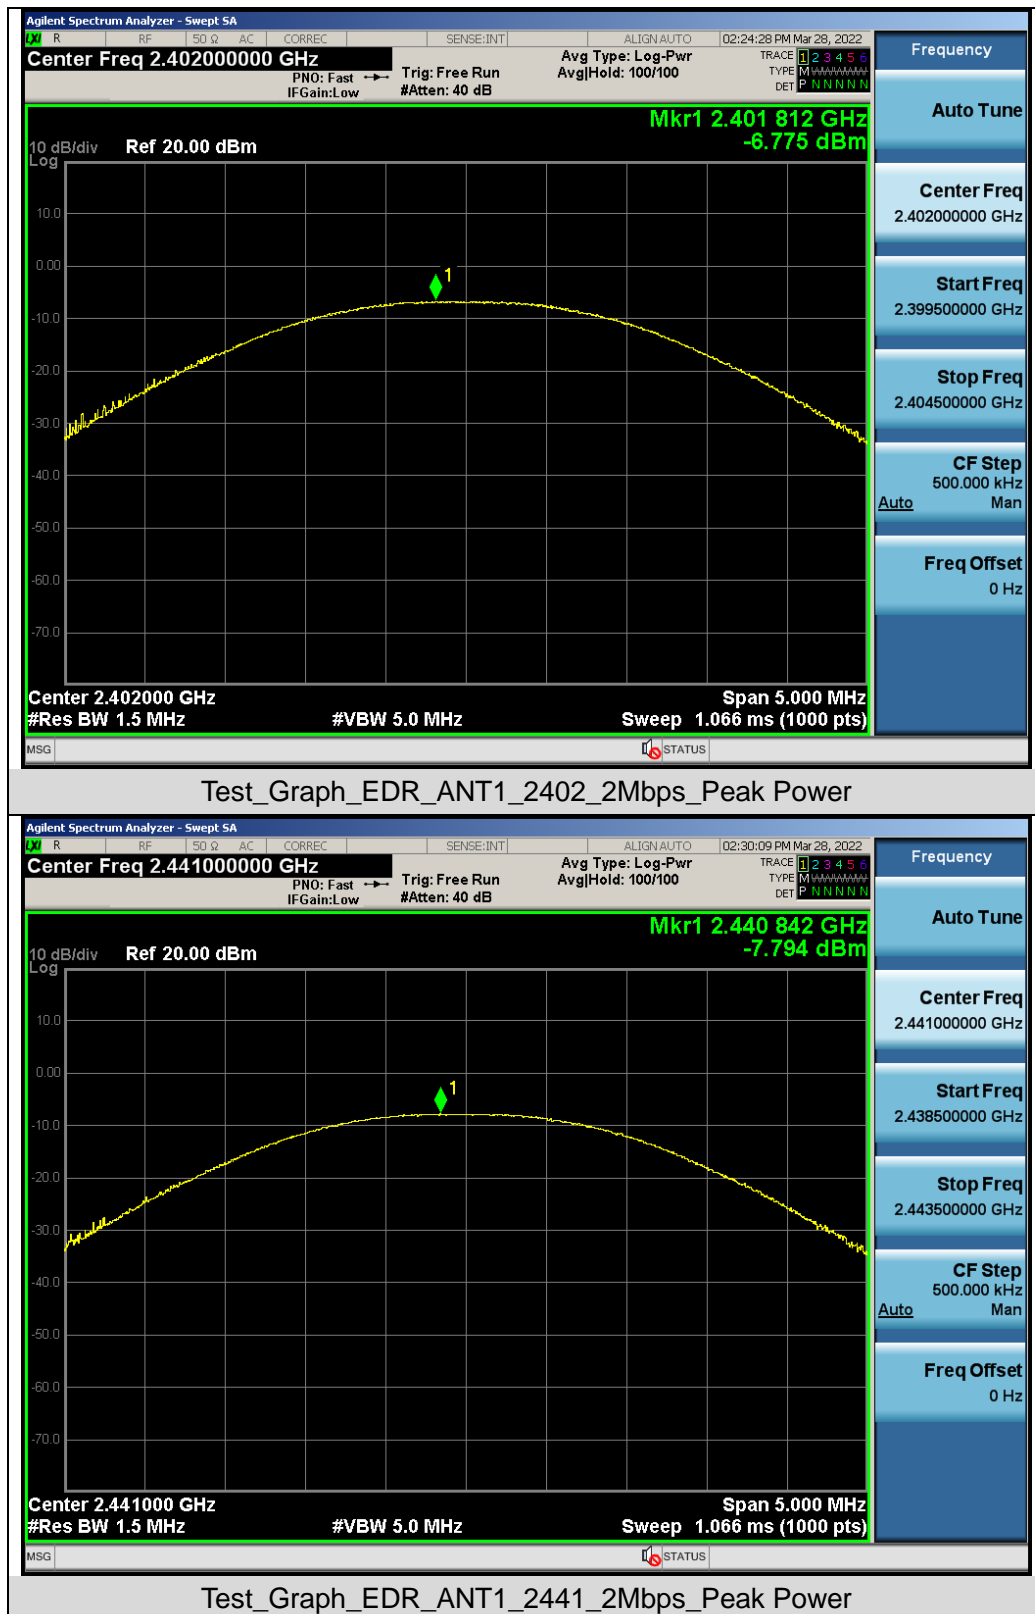 Agilent Spectrum Analyzer - Swept SA
LXI R RF 50 Ω AC CORREC SENSE:INT ALIGN AUTO 02:24:28 PM Mar 28, 2022
Center Freq 2.402000000 GHz
PNO: Fast
IFGain:Low
Trig: Free Run
#Atten: 40 dB
Avg Type: Log-Pwr
Avg|Hold: 100/100
TRACE 1 2 3 4 5 6
TYPE M
DET P N N N N N
Frequency
Auto Tune
Mkr1 2.401 812 GHz
-6.775 dBm
10 dB/div Ref 20.00 dBm
Log
10.0
0.00
-10.0
-20.0
-30.0
-40.0
-50.0
-60.0
-70.0
1
Center Freq
2.402000000 GHz
Start Freq
2.399500000 GHz
Stop Freq
2.404500000 GHz
CF Step
500.000 kHz
Auto Man
Freq Offset
0 Hz
Center 2.402000 GHz Span 5.000 MHz
#Res BW 1.5 MHz #VBW 5.0 MHz Sweep 1.066 ms (1000 pts)
MSG STATUS
Test_Graph_EDR_ANT1_2402_2Mbps_Peak Power
Agilent Spectrum Analyzer - Swept SA
LXI R RF 50 Ω AC CORREC SENSE:INT ALIGN AUTO 02:30:09 PM Mar 28, 2022
Center Freq 2.441000000 GHz
PNO: Fast
IFGain:Low
Trig: Free Run
#Atten: 40 dB
Avg Type: Log-Pwr
Avg|Hold: 100/100
TRACE 1 2 3 4 5 6
TYPE M
DET P N N N N N
Frequency
Auto Tune
Mkr1 2.440 842 GHz
-7.794 dBm
10 dB/div Ref 20.00 dBm
Log
10.0
0.00
-10.0
-20.0
-30.0
-40.0
-50.0
-60.0
-70.0
1
Center Freq
2.441000000 GHz
Start Freq
2.438500000 GHz
Stop Freq
2.443500000 GHz
CF Step
500.000 kHz
Auto Man
Freq Offset
0 Hz
Center 2.441000 GHz Span 5.000 MHz
#Res BW 1.5 MHz #VBW 5.0 MHz Sweep 1.066 ms (1000 pts)
MSG STATUS
Test_Graph_EDR_ANT1_2441_2Mbps_Peak Power